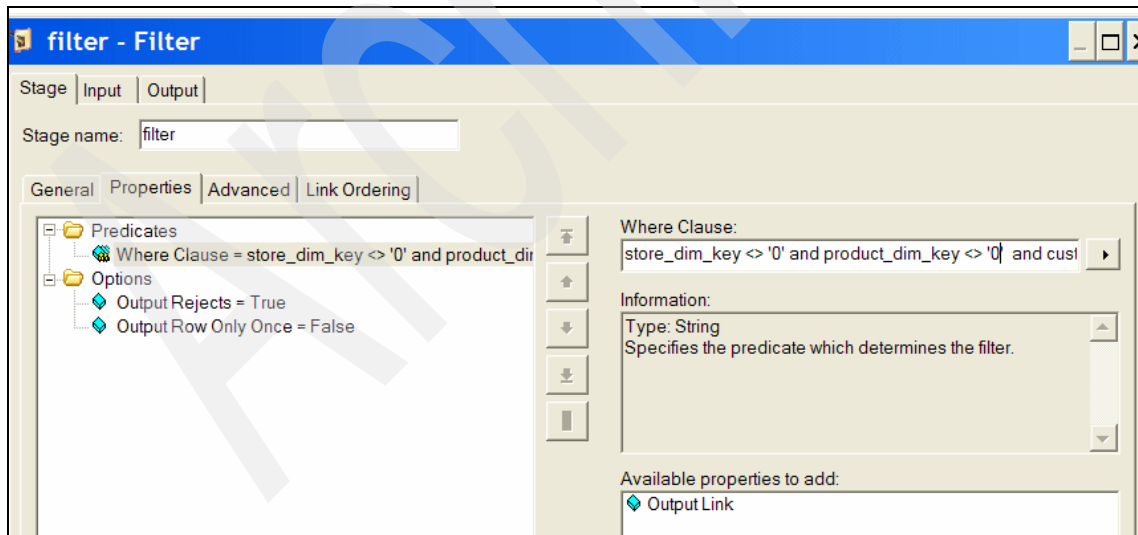 filter - Filter
Stage Input Output
Stage name: filter
General Properties Advanced Link Ordering
Predicates
Where Clause = store_dim_key <> '0' and product_dir
Options
Output Rejects = True
Output Row Only Once = False
Where Clause:
store_dim_key <> '0' and product_dim_key <> '0' and cust
Information:
Type: String
Specifies the predicate which determines the filter.
Available properties to add:
Output Link